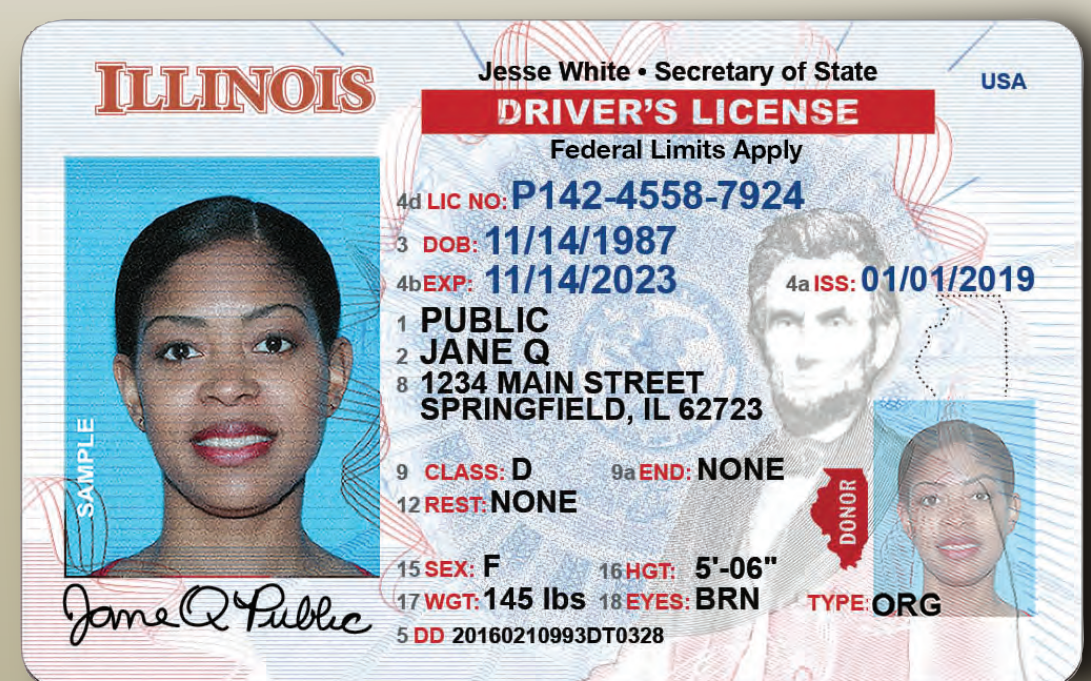 ILLINOIS
Jesse White • Secretary of State
USA
DRIVER'S LICENSE
Federal Limits Apply
4d LIC NO: P142-4558-7924
3 DOB: 11/14/1987
4b EXP: 11/14/2023
4a ISS: 01/01/2019
1 PUBLIC
2 JANE Q
8 1234 MAIN STREET
SPRINGFIELD, IL 62723
9 CLASS: D 9a END: NONE
12 REST: NONE
DONOR
15 SEX: F 16 HGT: 5'-06"
17 WGT: 145 lbs 18 EYES: BRN
TYPE: ORG
5 DD 20160210993DT0328
SAMPLE
Jane Q Public